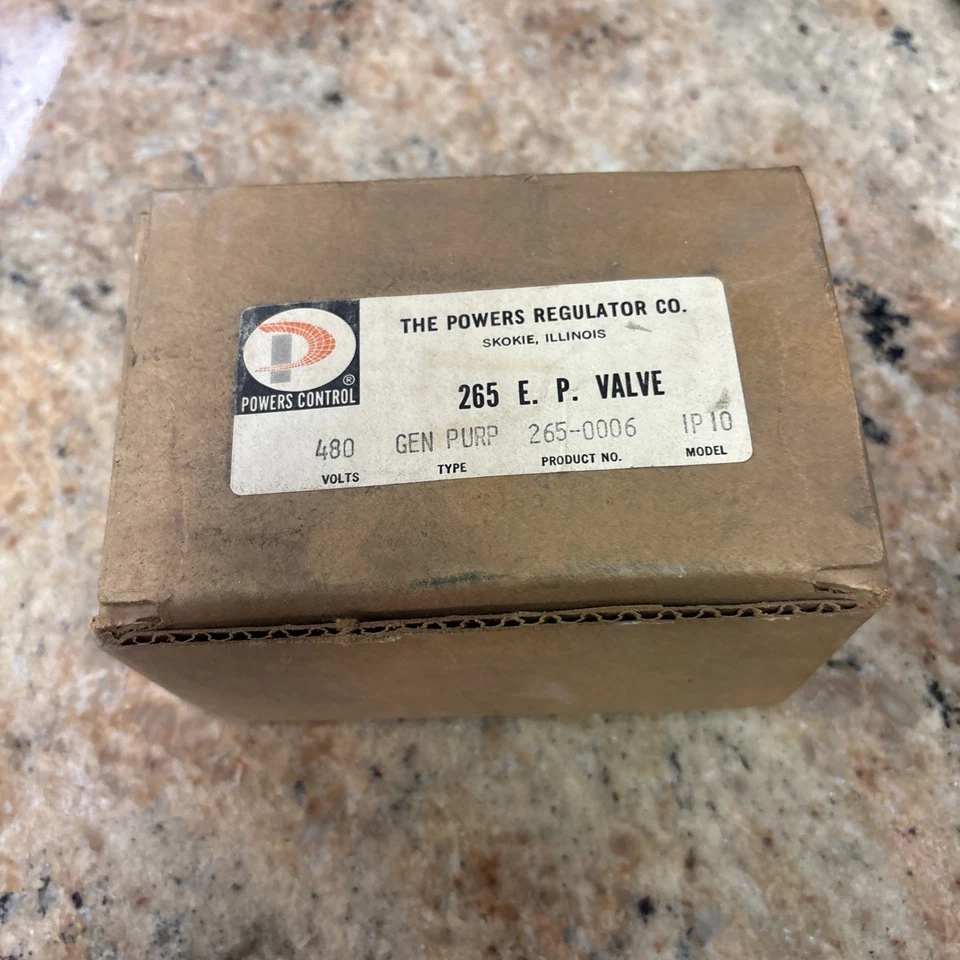 THE POWERS REGULATOR CO.
SKOKIE, ILLINOIS
P
®
POWERS CONTROL
265 E. P. VALVE
480 GEN PURP 265-0006 IP10
VOLTS TYPE PRODUCT NO. MODEL